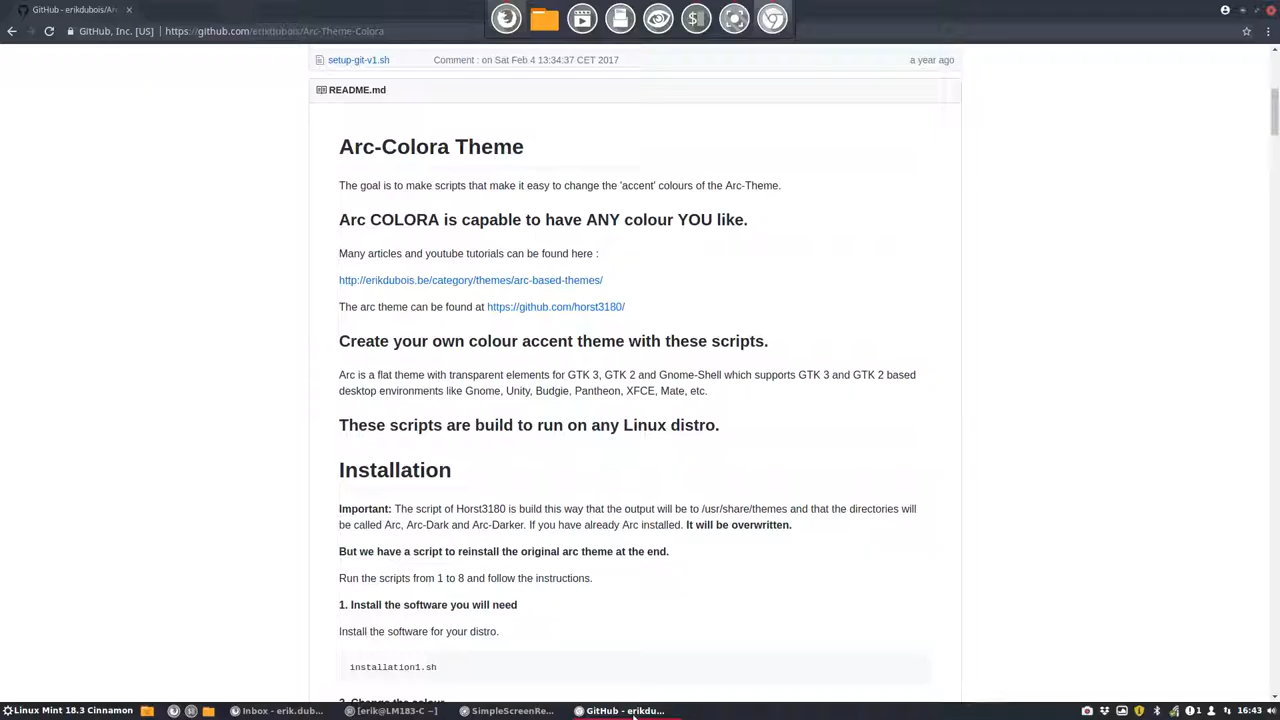 GitHub - erikdubois/Arc
GitHub, Inc. [US]
https://github.com/erikdubois/Arc-Theme-Colora
setup-git-v1.sh Comment : on Sat Feb 4 13:34:37 CET 2017 a year ago
README.md
Arc-Colora Theme
The goal is to make scripts that make it easy to change the 'accent' colours of the Arc-Theme.
Arc COLORA is capable to have ANY colour YOU like.
Many articles and youtube tutorials can be found here :
http://erikdubois.be/category/themes/arc-based-themes/
The arc theme can be found at https://github.com/horst3180/
Create your own colour accent theme with these scripts.
Arc is a flat theme with transparent elements for GTK 3, GTK 2 and Gnome-Shell which supports GTK 3 and GTK 2 based
desktop environments like Gnome, Unity, Budgie, Pantheon, XFCE, Mate, etc.
These scripts are build to run on any Linux distro.
Installation
Important: The script of Horst3180 is build this way that the output will be to /usr/share/themes and that the directories will
be called Arc, Arc-Dark and Arc-Darker. If you have already Arc installed. It will be overwritten.
But we have a script to reinstall the original arc theme at the end.
Run the scripts from 1 to 8 and follow the instructions.
1. Install the software you will need
Install the software for your distro.
installation1.sh
2. Change the colour
Linux Mint 18.3 Cinnamon
Inbox - erik.dub...
[erik@LM183-C ~]
SimpleScreenRe...
GitHub - erikdu...
1
16:43